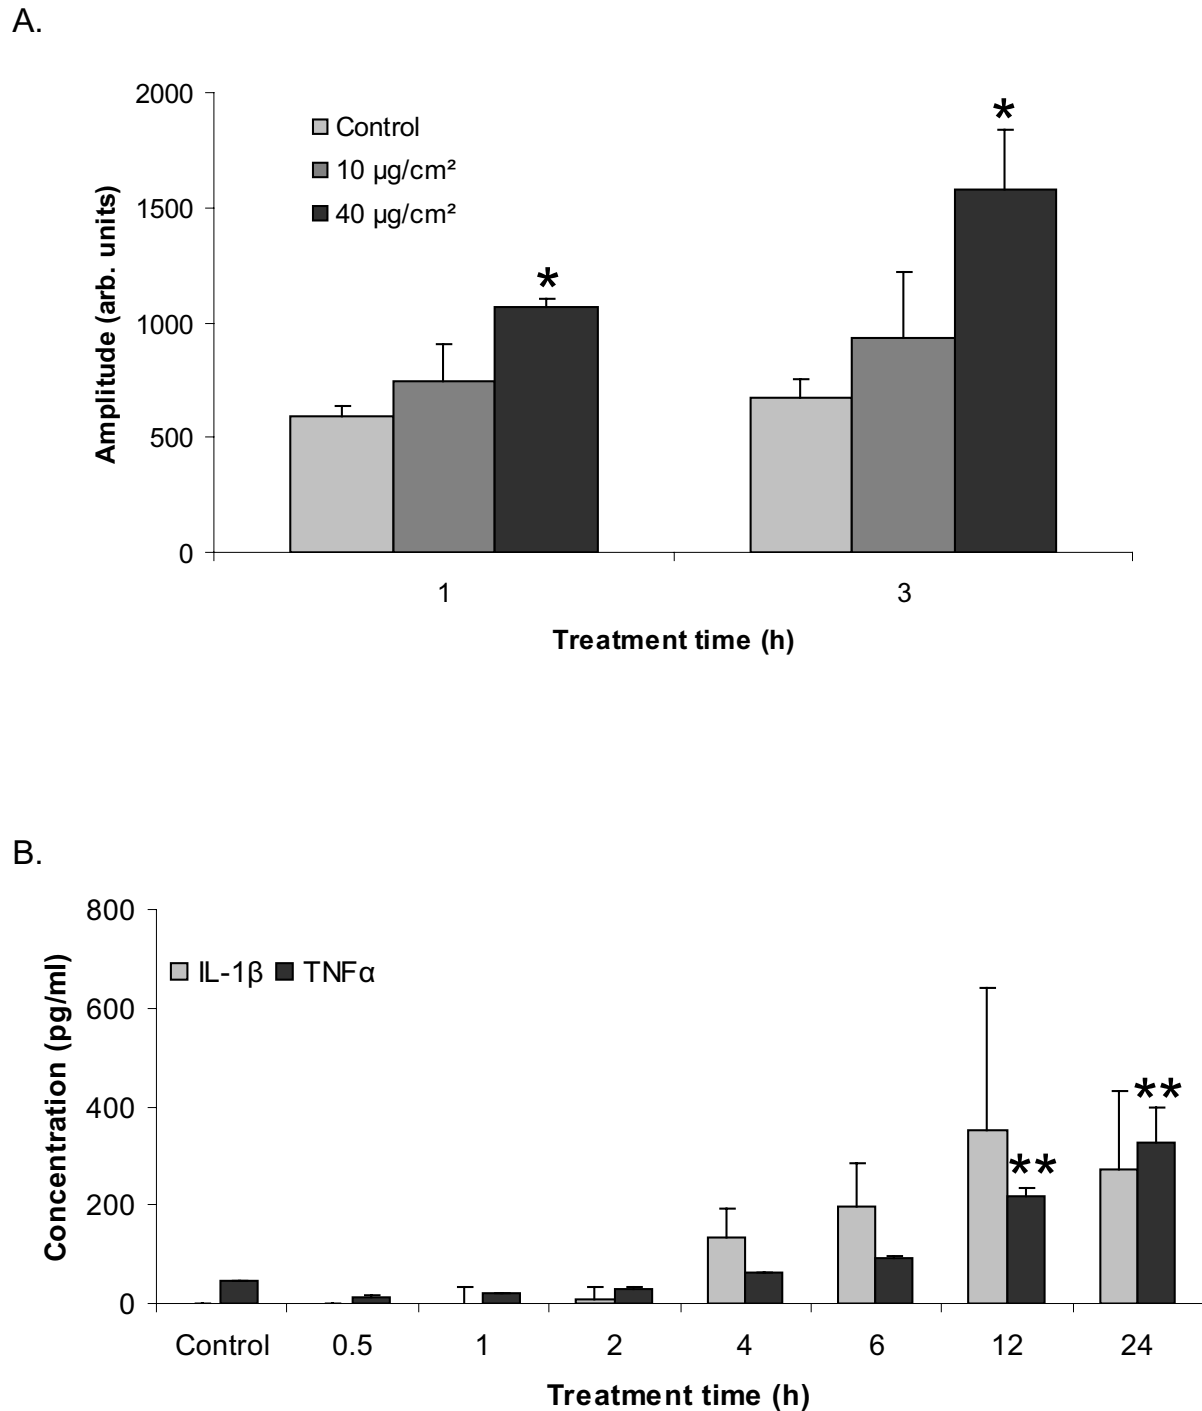 A.
2000
1500
1000
500
0
Amplitude (arb. units)
Control
10 µg/cm²
40 µg/cm²
*
*
1 3
Treatment time (h)
B.
800
600
400
200
0
Concentration (pg/ml)
IL-1β TNFα
**
**
Control 0.5 1 2 4 6 12 24
Treatment time (h)